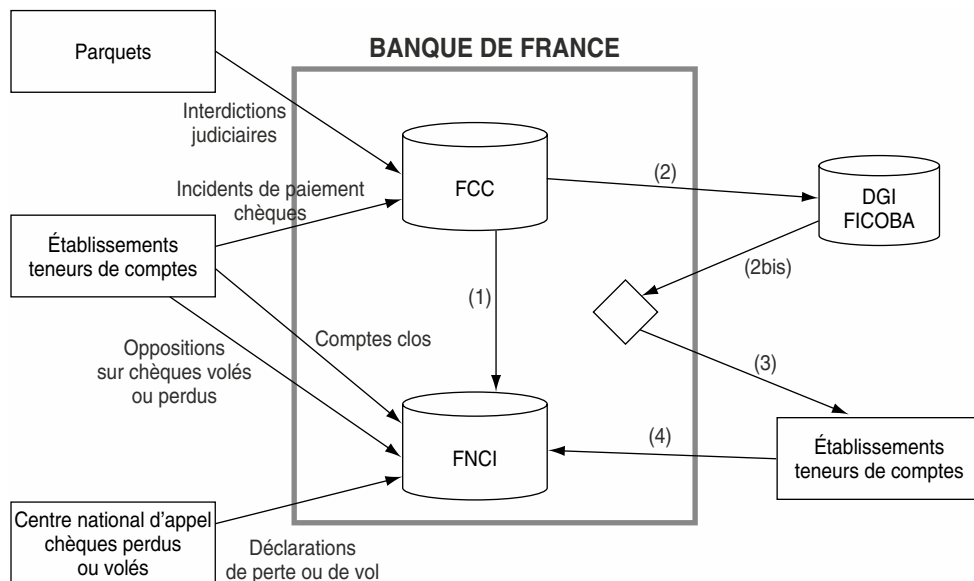 Parquets
BANQUE DE FRANCE
Interdictions
judiciaires
FCC
(2)
DGI
FICOBA
Incidents de paiement
chèques
Établissements
teneurs de comptes
(2bis)
(1)
Comptes clos
Oppositions
sur chèques volés
ou perdus
(3)
FNCI
(4)
Établissements
teneurs de comptes
Centre national d'appel
chèques perdus
ou volés
Déclarations
de perte ou de vol